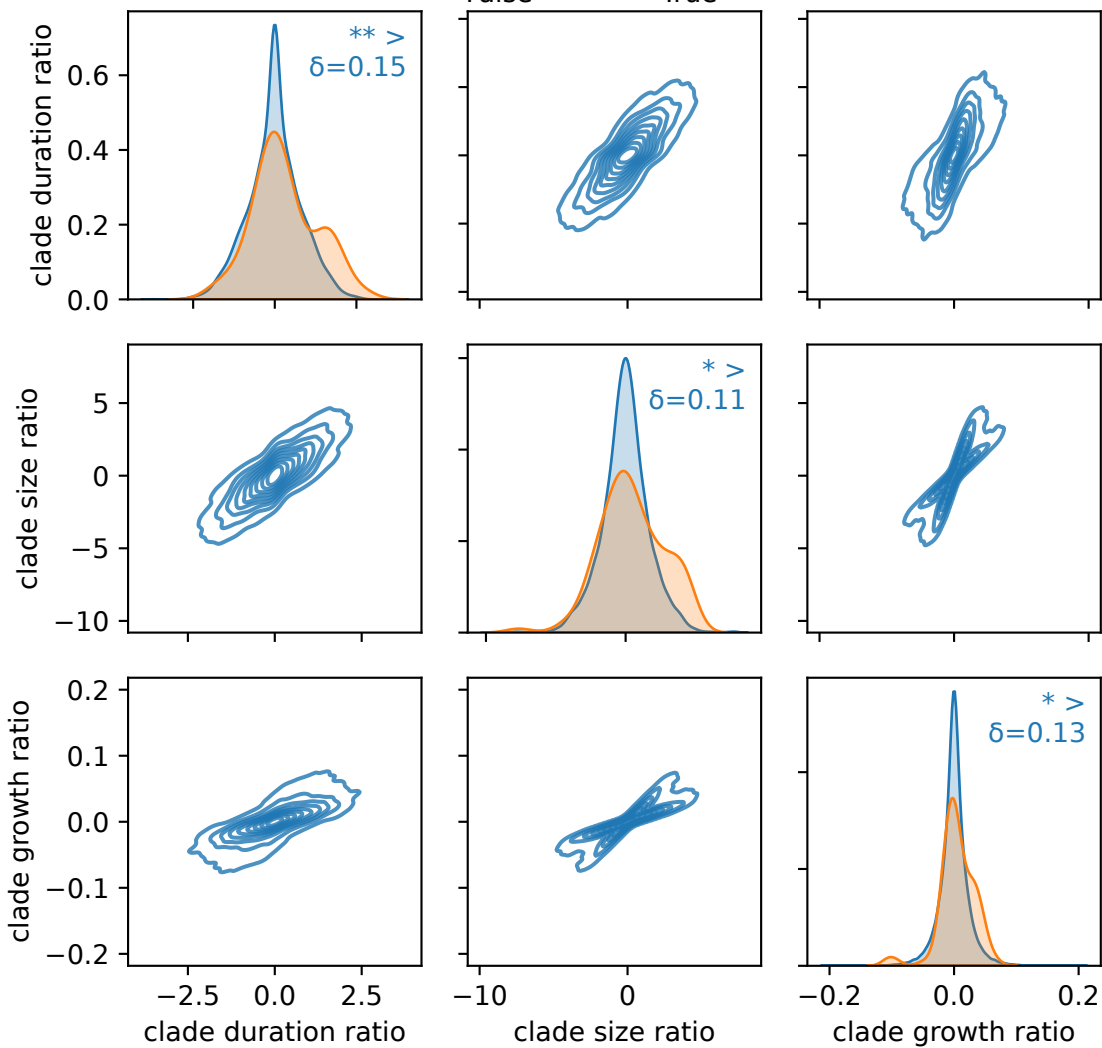 True
clade duration ratio
0.6
0.4
0.2
0.0
** >
δ=0.15
clade size ratio
5
0
−5
−10
* >
δ=0.11
clade growth ratio
0.2
0.1
0.0
−0.1
−0.2
* >
δ=0.13
−2.5
0.0
2.5
−10
0
−0.2
0.0
0.2
clade duration ratio
clade size ratio
clade growth ratio